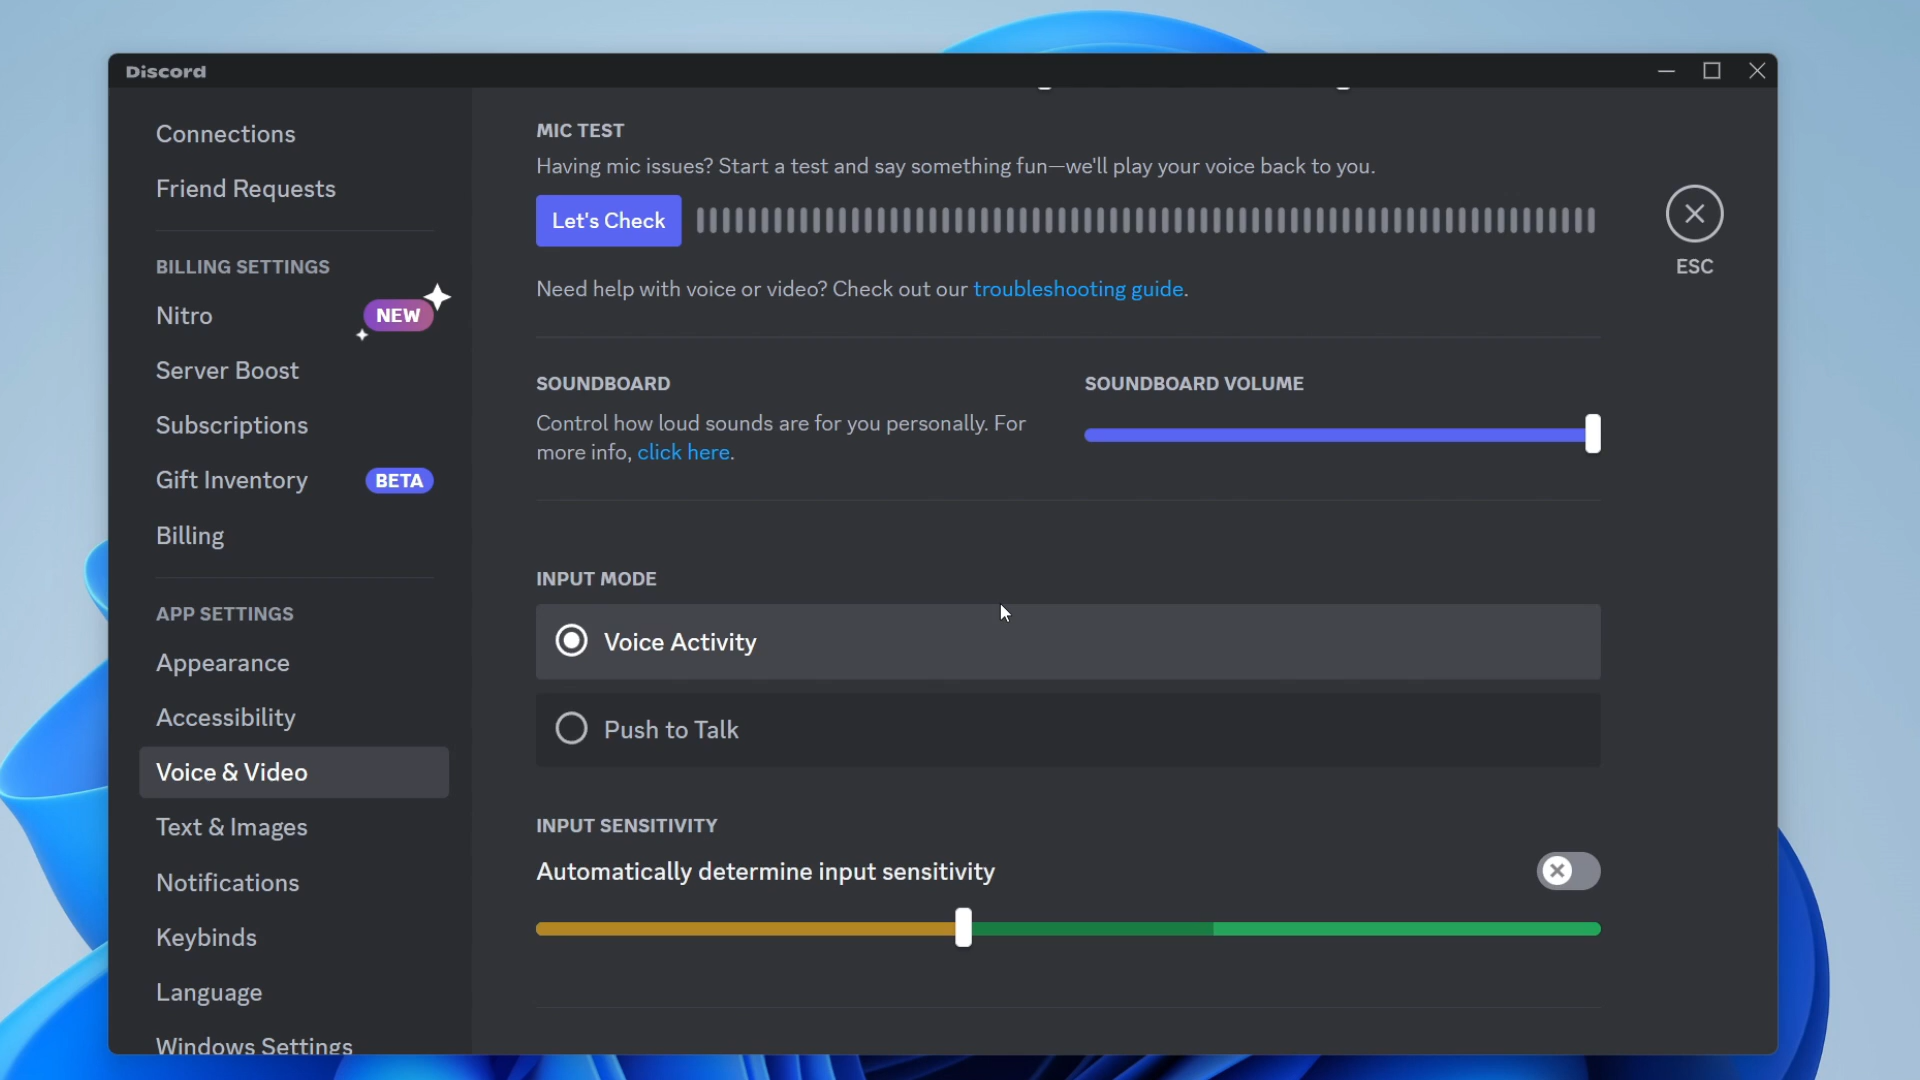 Discord
Connections
Friend Requests
BILLING SETTINGS
Nitro NEW
Server Boost
Subscriptions
Gift Inventory BETA
Billing
APP SETTINGS
Appearance
Accessibility
Voice & Video
Text & Images
Notifications
Keybinds
Language
Windows Settings
MIC TEST
Having mic issues? Start a test and say something fun—we'll play your voice back to you.
Let's Check
Need help with voice or video? Check out our troubleshooting guide.
SOUNDBOARD
Control how loud sounds are for you personally. For
more info, click here.
SOUNDBOARD VOLUME
INPUT MODE
Voice Activity
Push to Talk
INPUT SENSITIVITY
Automatically determine input sensitivity
ESC